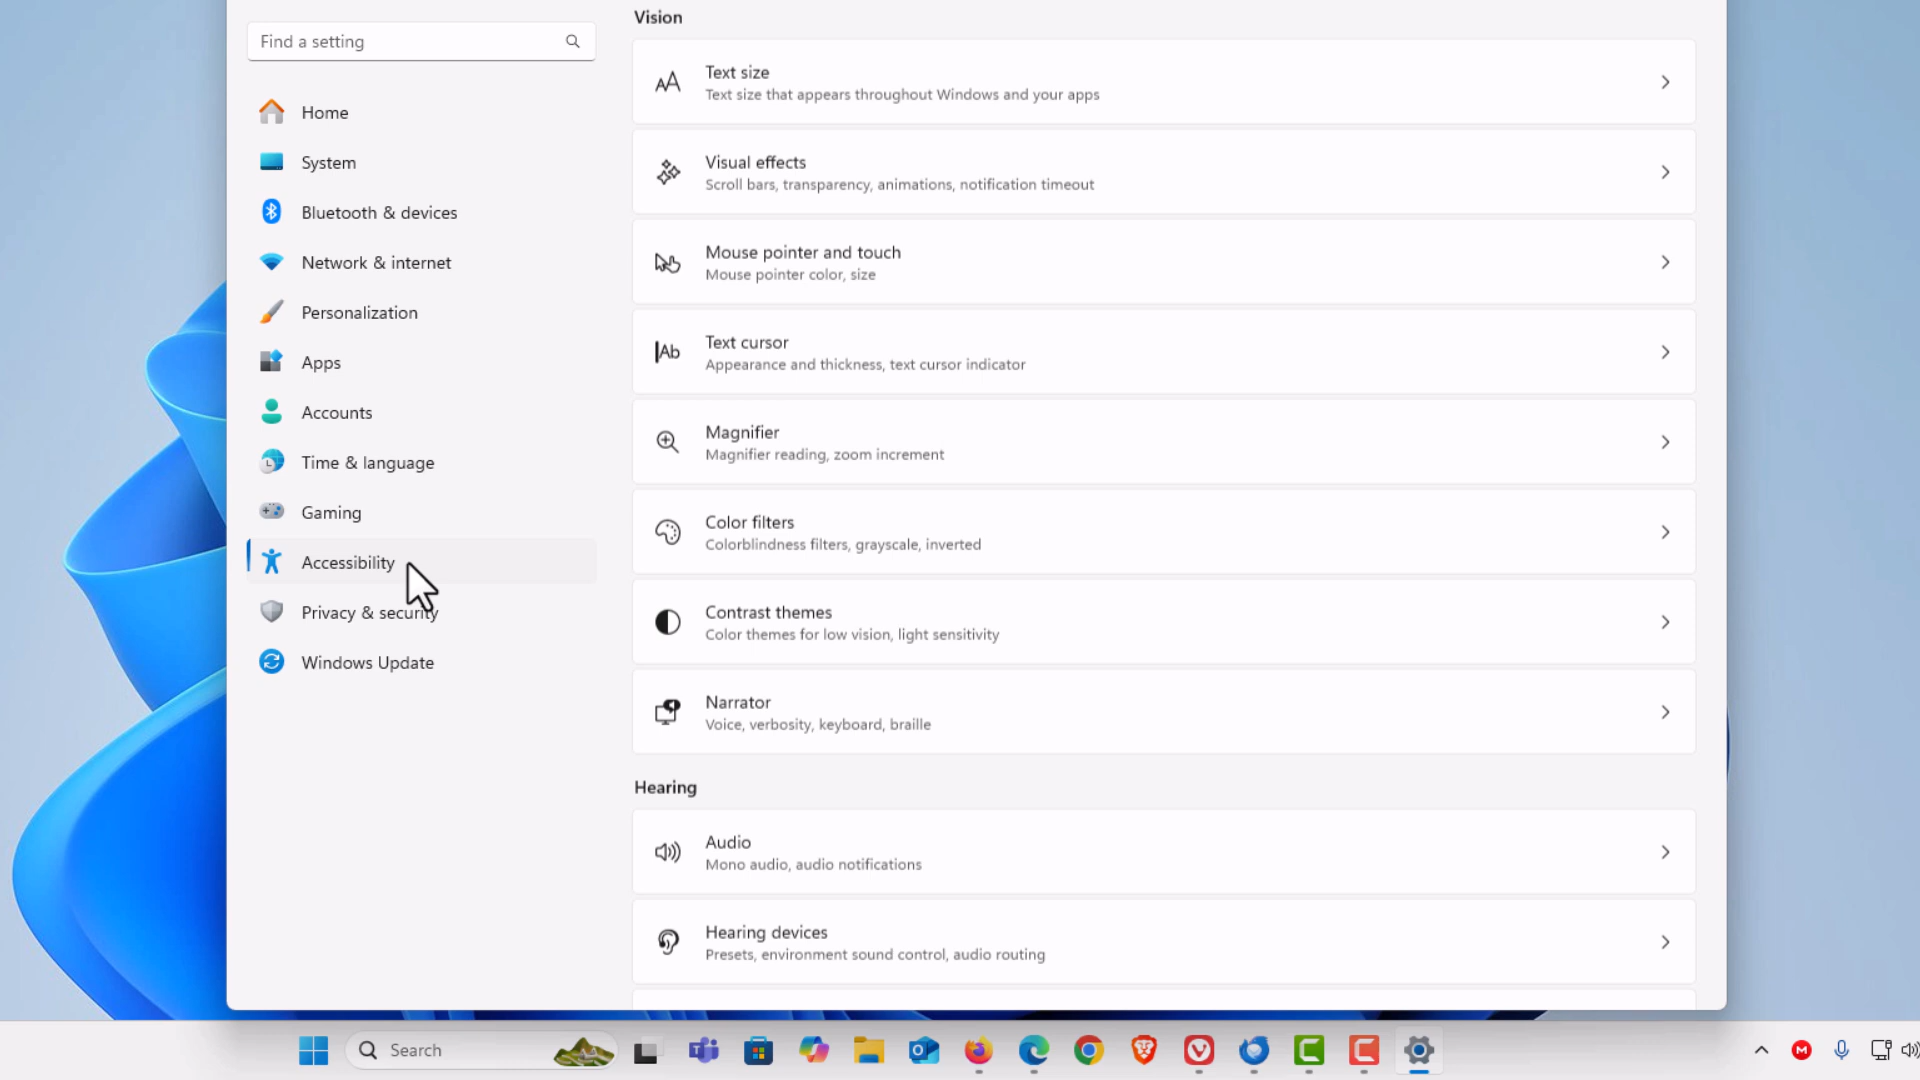 Find a setting
Home
System
Bluetooth & devices
Network & internet
Personalization
Apps
Accounts
Time & language
Gaming
Accessibility
Privacy & security
Windows Update
Vision
Text size
Text size that appears throughout Windows and your apps
Visual effects
Scroll bars, transparency, animations, notification timeout
Mouse pointer and touch
Mouse pointer color, size
Text cursor
Appearance and thickness, text cursor indicator
Magnifier
Magnifier reading, zoom increment
Color filters
Colorblindness filters, grayscale, inverted
Contrast themes
Color themes for low vision, light sensitivity
Narrator
Voice, verbosity, keyboard, braille
Hearing
Audio
Mono audio, audio notifications
Hearing devices
Presets, environment sound control, audio routing
Search